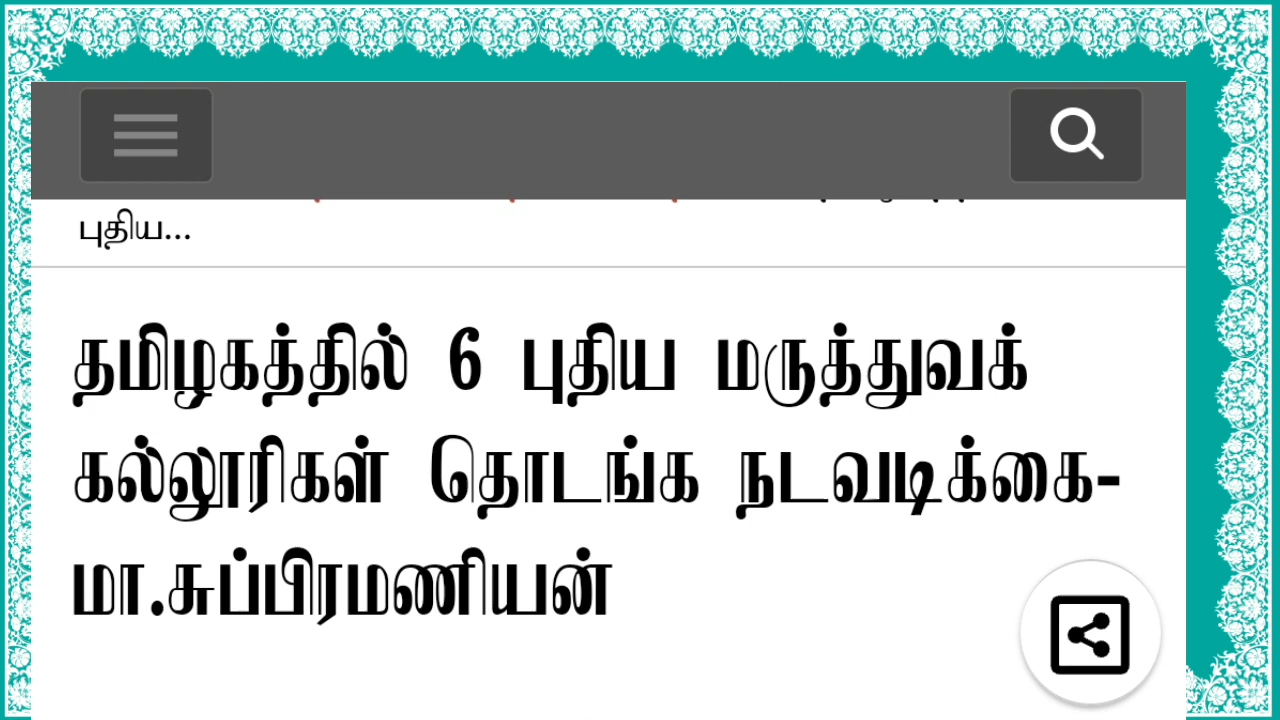 புதிய...
தமிழகத்தில் 6 புதிய மருத்துவக்
கல்லூரிகள் தொடங்க நடவடிக்கை-
மா.சுப்பிரமணியன்